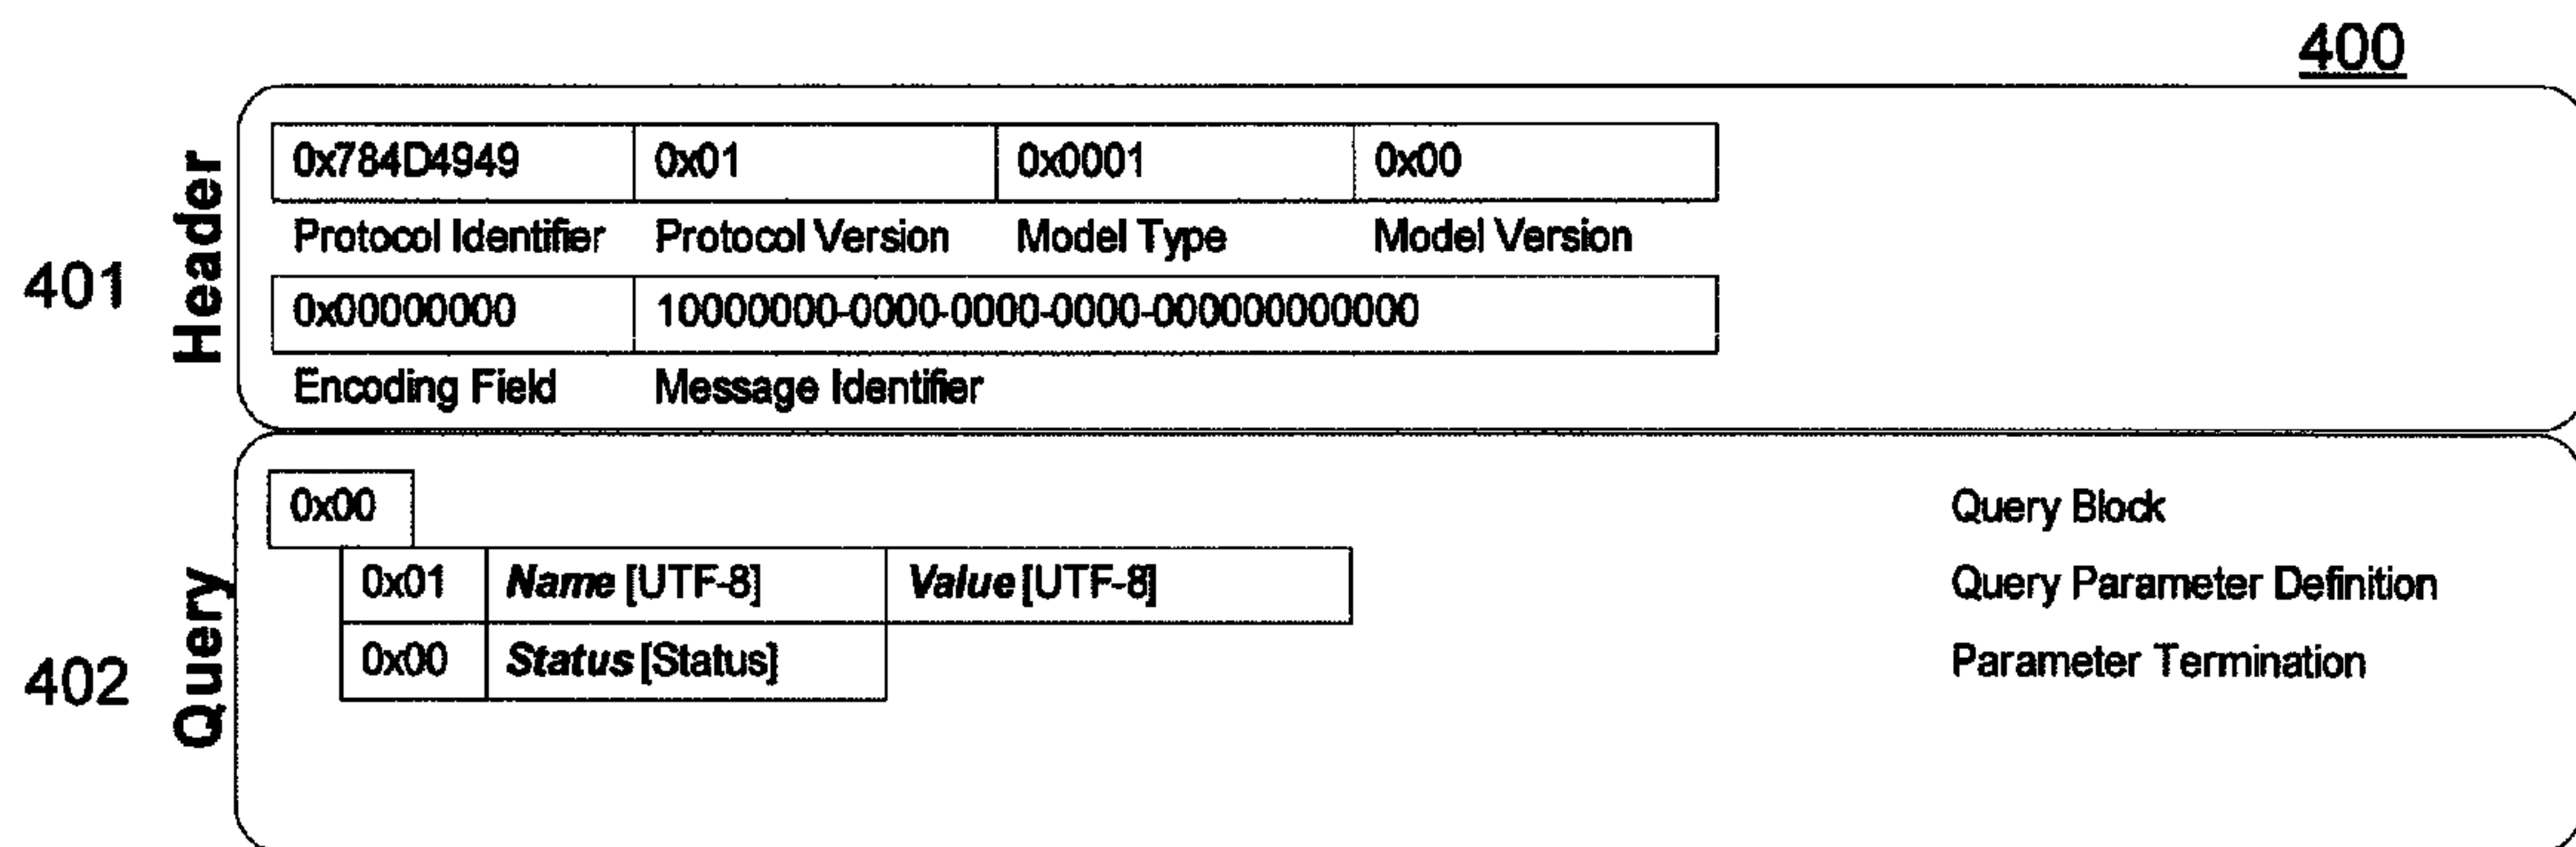 400
401
Header
0x784D4949 0x01 0x0001 0x00
Protocol Identifier Protocol Version Model Type Model Version
0x00000000 10000000-0000-0000-0000-000000000000
Encoding Field Message Identifier
402
Query
0x00 Query Block
0x01 Name [UTF-8] Value [UTF-8] Query Parameter Definition
0x00 Status [Status] Parameter Termination